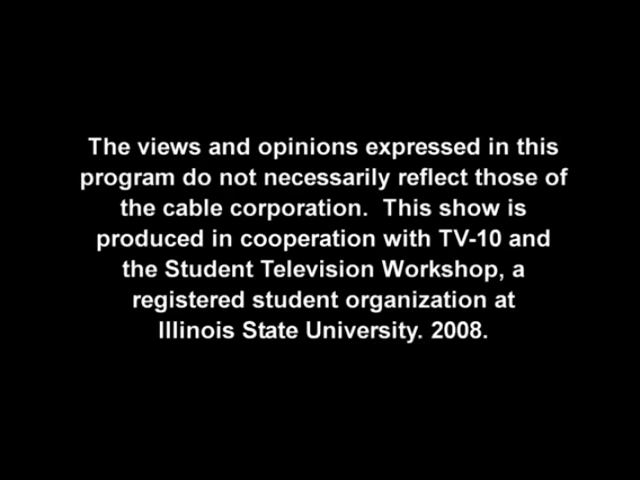 The views and opinions expressed in this
program do not necessarily reflect those of
the cable corporation.  This show is
produced in cooperation with TV-10 and
the Student Television Workshop, a
registered student organization at
Illinois State University. 2008.